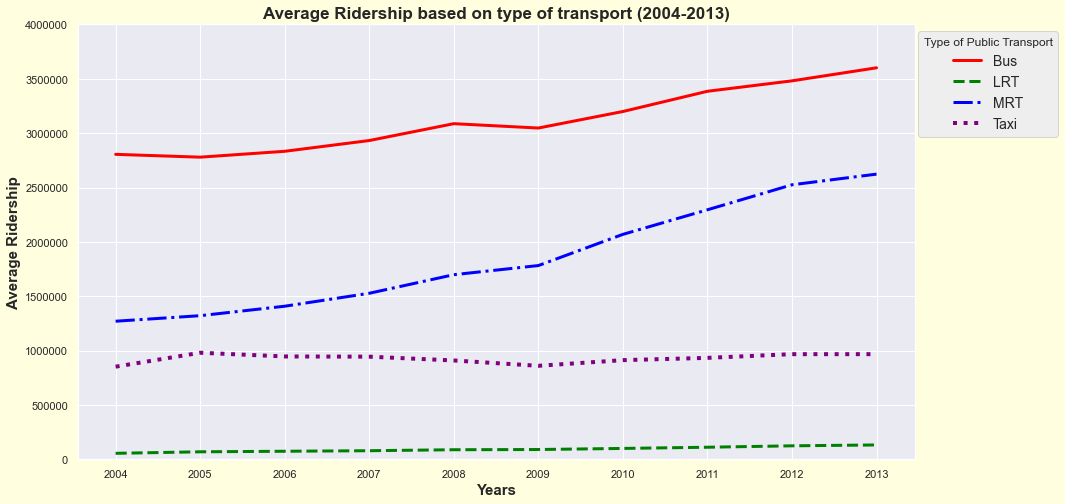 Average Ridership based on type of transport (2004-2013)
4000000
3500000
3000000
2500000
2000000
1500000
1000000
500000
0
Average Ridership
2004 2005 2006 2007 2008 2009 2010 2011 2012 2013
Years
Type of Public Transport
Bus
LRT
MRT
Taxi